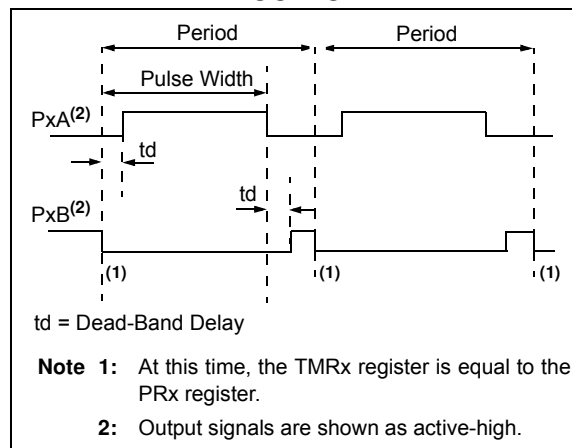 Period Period
Pulse Width
PxA(2)
td
td
PxB(2)
(1) (1) (1)
td = Dead-Band Delay
Note 1: At this time, the TMRx register is equal to the
PRx register.
2: Output signals are shown as active-high.